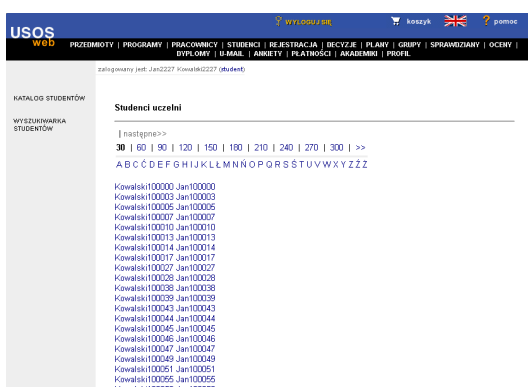 USOS
web
WYLOGUJ SIĘ
koszyk
pomoc
PRZEDMIOTY | PROGRAMY | PRACOWNICY | STUDENCI | REJESTRACJA | DECYZJE | PLANY | GRUPY | SPRAWDZIANY | OCENY |
DYPLOMY | U-MAIL | ANKIETY | PŁATNOŚCI | AKADEMIKI | PROFIL
zalogowany jest: Jan2227 Kowalski2227 (student)
KATALOG STUDENTÓW
WYSZUKIWARKA
STUDENTÓW
Studenci uczelni
| następne>>
30 | 60 | 90 | 120 | 150 | 180 | 210 | 240 | 270 | 300 | >>
A B C Ć D E F G H I J K L Ł M N Ń O P Q R S Ś T U V W X Y Z Ź Ż
Kowalski100000 Jan100000
Kowalski100003 Jan100003
Kowalski100005 Jan100005
Kowalski100007 Jan100007
Kowalski100010 Jan100010
Kowalski100013 Jan100013
Kowalski100014 Jan100014
Kowalski100017 Jan100017
Kowalski100027 Jan100027
Kowalski100028 Jan100028
Kowalski100038 Jan100038
Kowalski100039 Jan100039
Kowalski100043 Jan100043
Kowalski100044 Jan100044
Kowalski100045 Jan100045
Kowalski100046 Jan100046
Kowalski100047 Jan100047
Kowalski100049 Jan100049
Kowalski100051 Jan100051
Kowalski100055 Jan100055